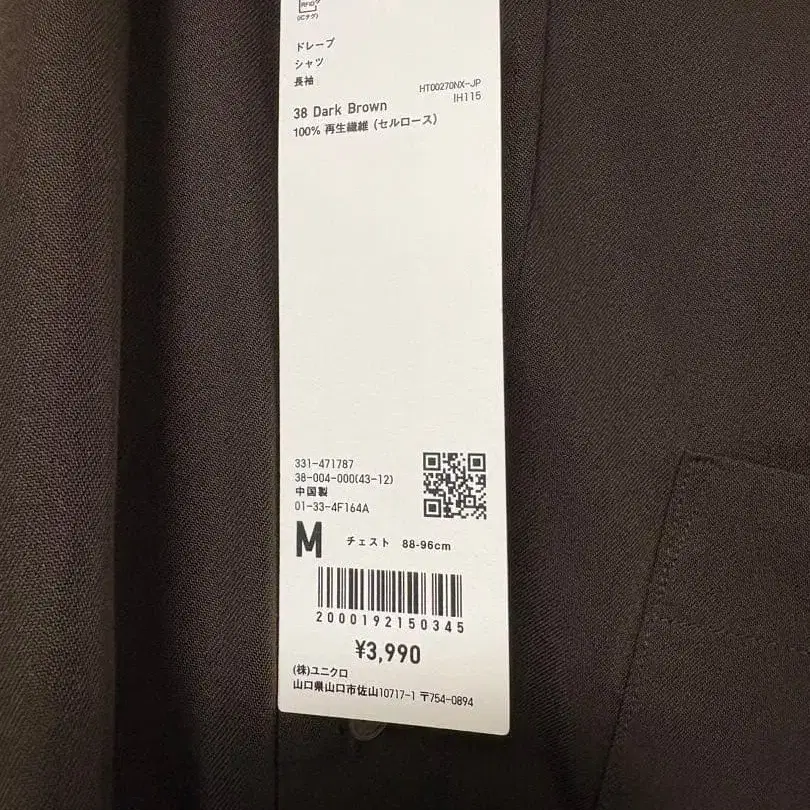 RFID
(ICタグ)
ドレープ
シャツ
長袖
HT00270NX-JP
IH115
38 Dark Brown
100% 再生繊維 (セルロース)
331-471787
38-004-000(43-12)
中国製
01-33-4F164A
M チェスト 88-96cm
2000192150345
¥3,990
(株)ユニクロ
山口県山口市佐山10717-1 〒754-0894